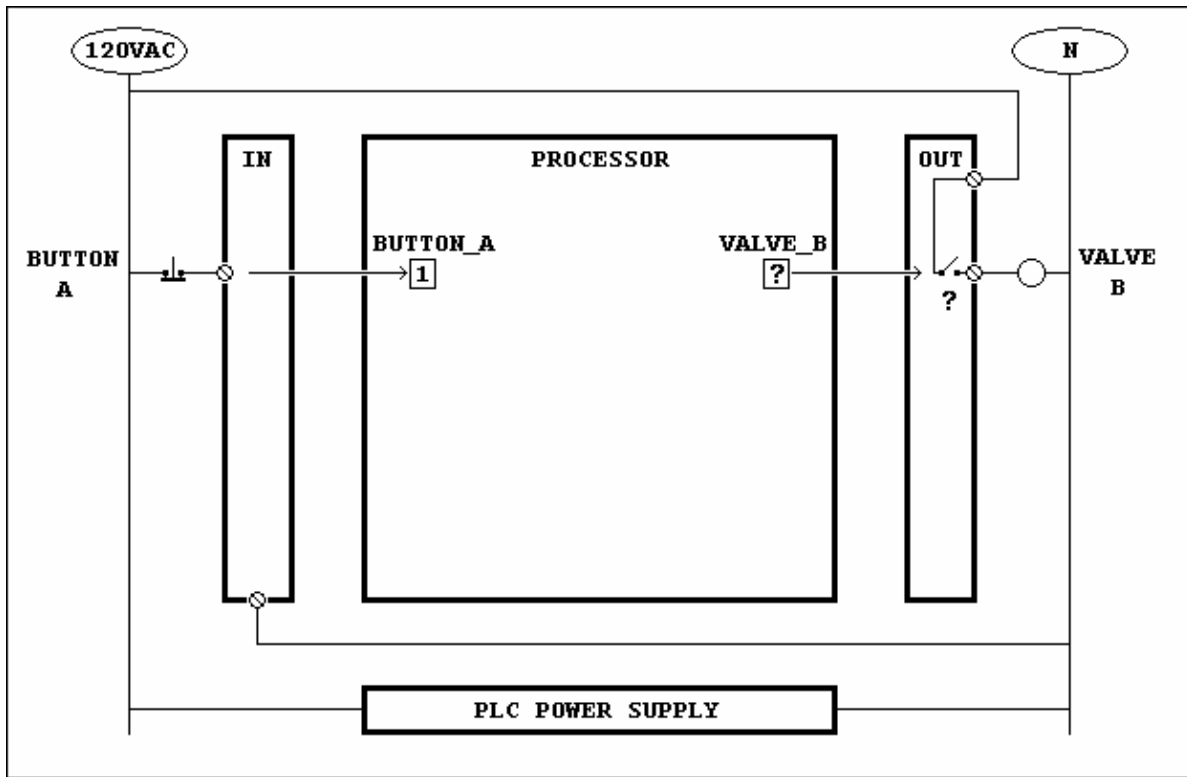 120VAC
N
IN
PROCESSOR
OUT
BUTTON
A
BUTTON_A
1
VALVE_B
?
?
VALVE
B
PLC POWER SUPPLY